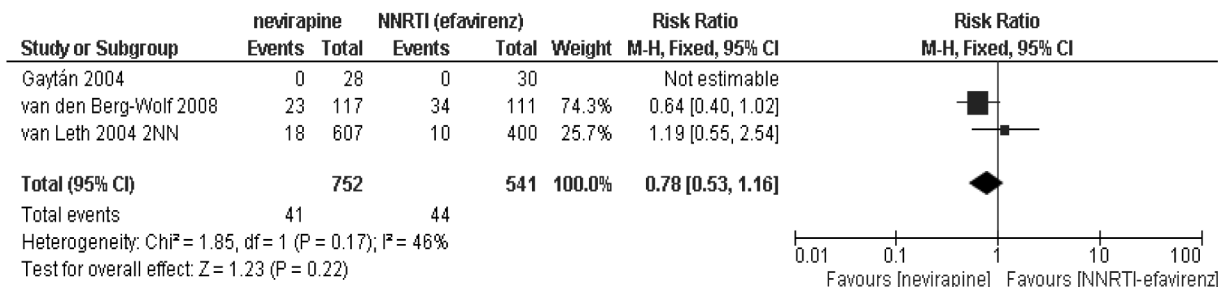 nevirapine NNRTI (efavirenz) Risk Ratio Risk Ratio
Study or Subgroup Events Total Events Total Weight M-H, Fixed, 95% CI M-H, Fixed, 95% CI
Gaytán 2004 0 28 0 30 Not estimable
van den Berg-Wolf 2008 23 117 34 111 74.3% 0.64 [0.40, 1.02]
van Leth 2004 2NN 18 607 10 400 25.7% 1.19 [0.55, 2.54]
Total (95% CI) 752 541 100.0% 0.78 [0.53, 1.16]
Total events 41 44
Heterogeneity: Chi² = 1.85, df = 1 (P = 0.17); I² = 46%
Test for overall effect: Z = 1.23 (P = 0.22)
0.01 0.1 1 10 100
Favours [nevirapine] Favours [NNRTI-efavirenz]